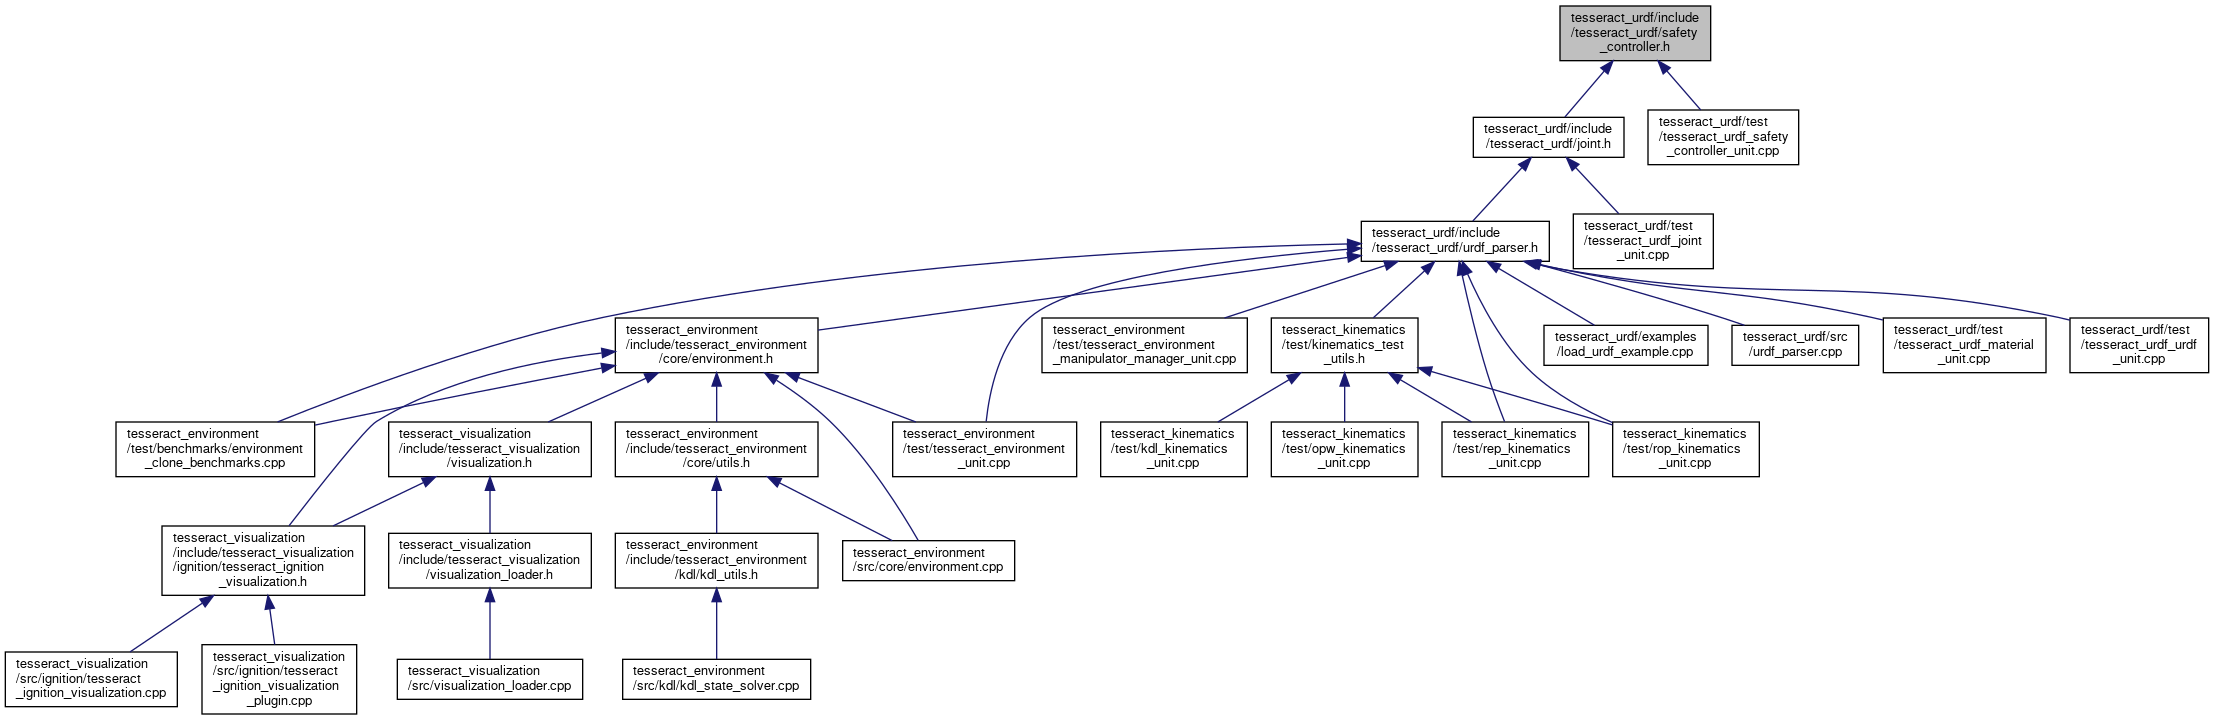 tesseract_urdf/include
/tesseract_urdf/safety
_controller.h
tesseract_urdf/include
/tesseract_urdf/joint.h
tesseract_urdf/test
/tesseract_urdf_safety
_controller_unit.cpp
tesseract_urdf/include
/tesseract_urdf/urdf_parser.h
tesseract_urdf/test
/tesseract_urdf_joint
_unit.cpp
tesseract_environment
/include/tesseract_environment
/core/environment.h
tesseract_environment
/test/tesseract_environment
_manipulator_manager_unit.cpp
tesseract_kinematics
/test/kinematics_test
_utils.h
tesseract_urdf/examples
/load_urdf_example.cpp
tesseract_urdf/src
/urdf_parser.cpp
tesseract_urdf/test
/tesseract_urdf_material
_unit.cpp
tesseract_urdf/test
/tesseract_urdf_urdf
_unit.cpp
tesseract_environment
/test/benchmarks/environment
_clone_benchmarks.cpp
tesseract_visualization
/include/tesseract_visualization
/visualization.h
tesseract_environment
/include/tesseract_environment
/core/utils.h
tesseract_environment
/test/tesseract_environment
_unit.cpp
tesseract_kinematics
/test/kdl_kinematics
_unit.cpp
tesseract_kinematics
/test/opw_kinematics
_unit.cpp
tesseract_kinematics
/test/rep_kinematics
_unit.cpp
tesseract_kinematics
/test/rop_kinematics
_unit.cpp
tesseract_visualization
/include/tesseract_visualization
/ignition/tesseract_ignition
_visualization.h
tesseract_visualization
/include/tesseract_visualization
/visualization_loader.h
tesseract_environment
/include/tesseract_environment
/kdl/kdl_utils.h
tesseract_environment
/src/core/environment.cpp
tesseract_visualization
/src/ignition/tesseract
_ignition_visualization.cpp
tesseract_visualization
/src/ignition/tesseract
_ignition_visualization
_plugin.cpp
tesseract_visualization
/src/visualization_loader.cpp
tesseract_environment
/src/kdl/kdl_state_solver.cpp